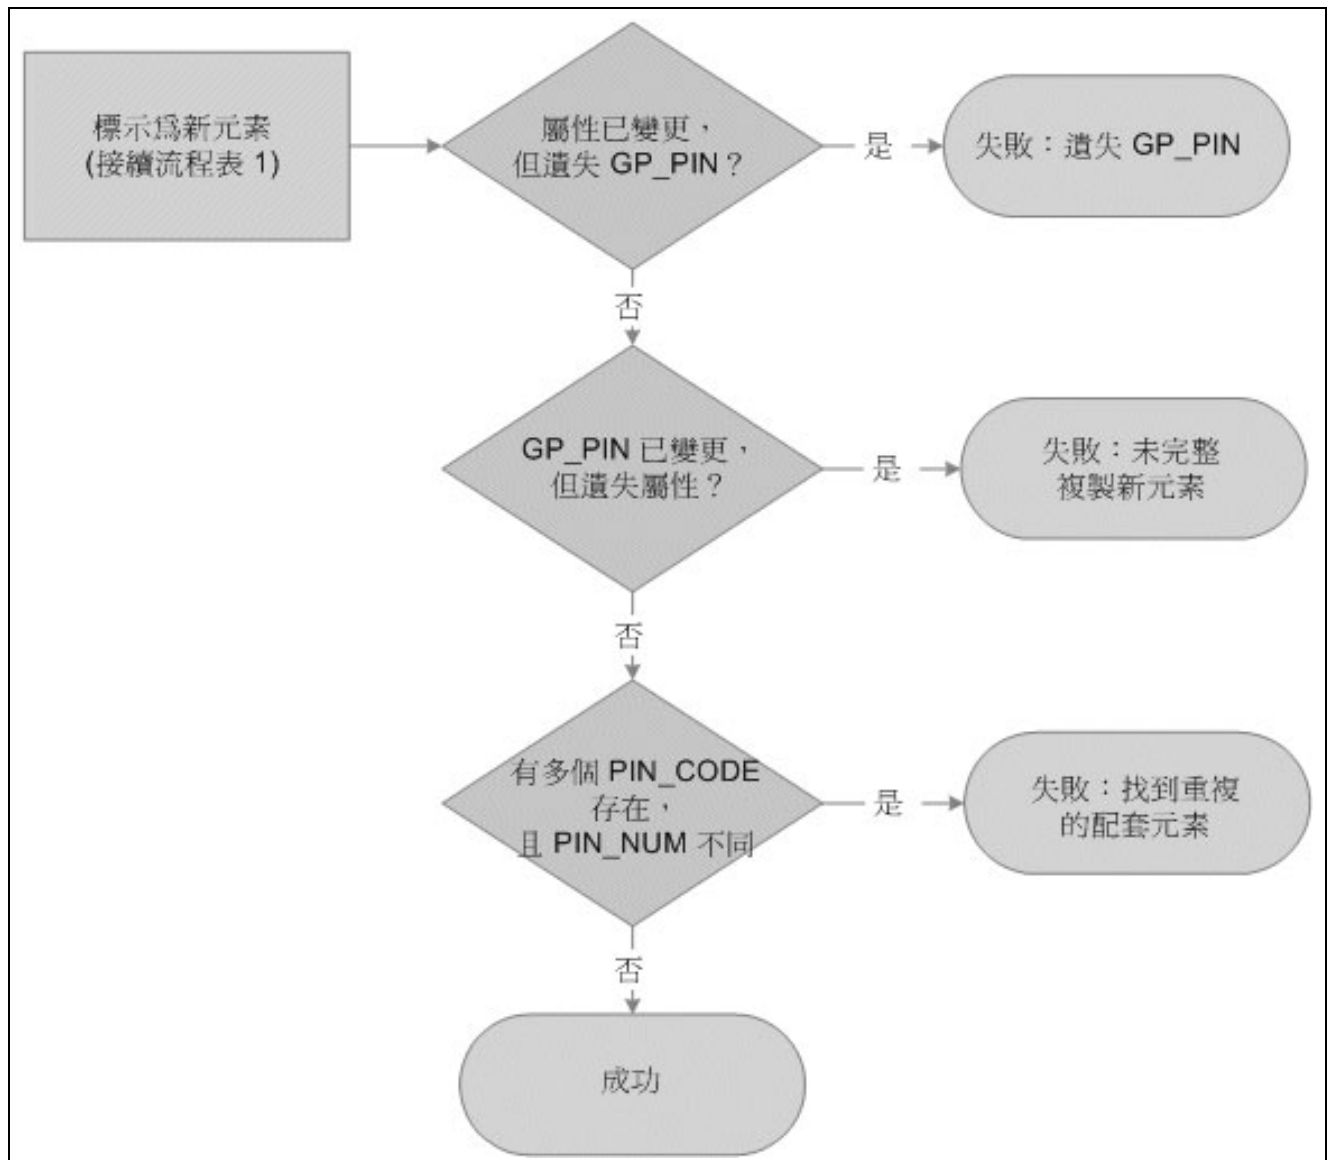 標示為新元素
(接續流程表 1)
屬性已變更，
但遺失 GP_PIN？
是
失敗：遺失 GP_PIN
否
GP_PIN 已變更，
但遺失屬性？
是
失敗：未完整
複製新元素
否
有多個 PIN_CODE
存在，
且 PIN_NUM 不同
是
失敗：找到重複
的配套元素
否
成功